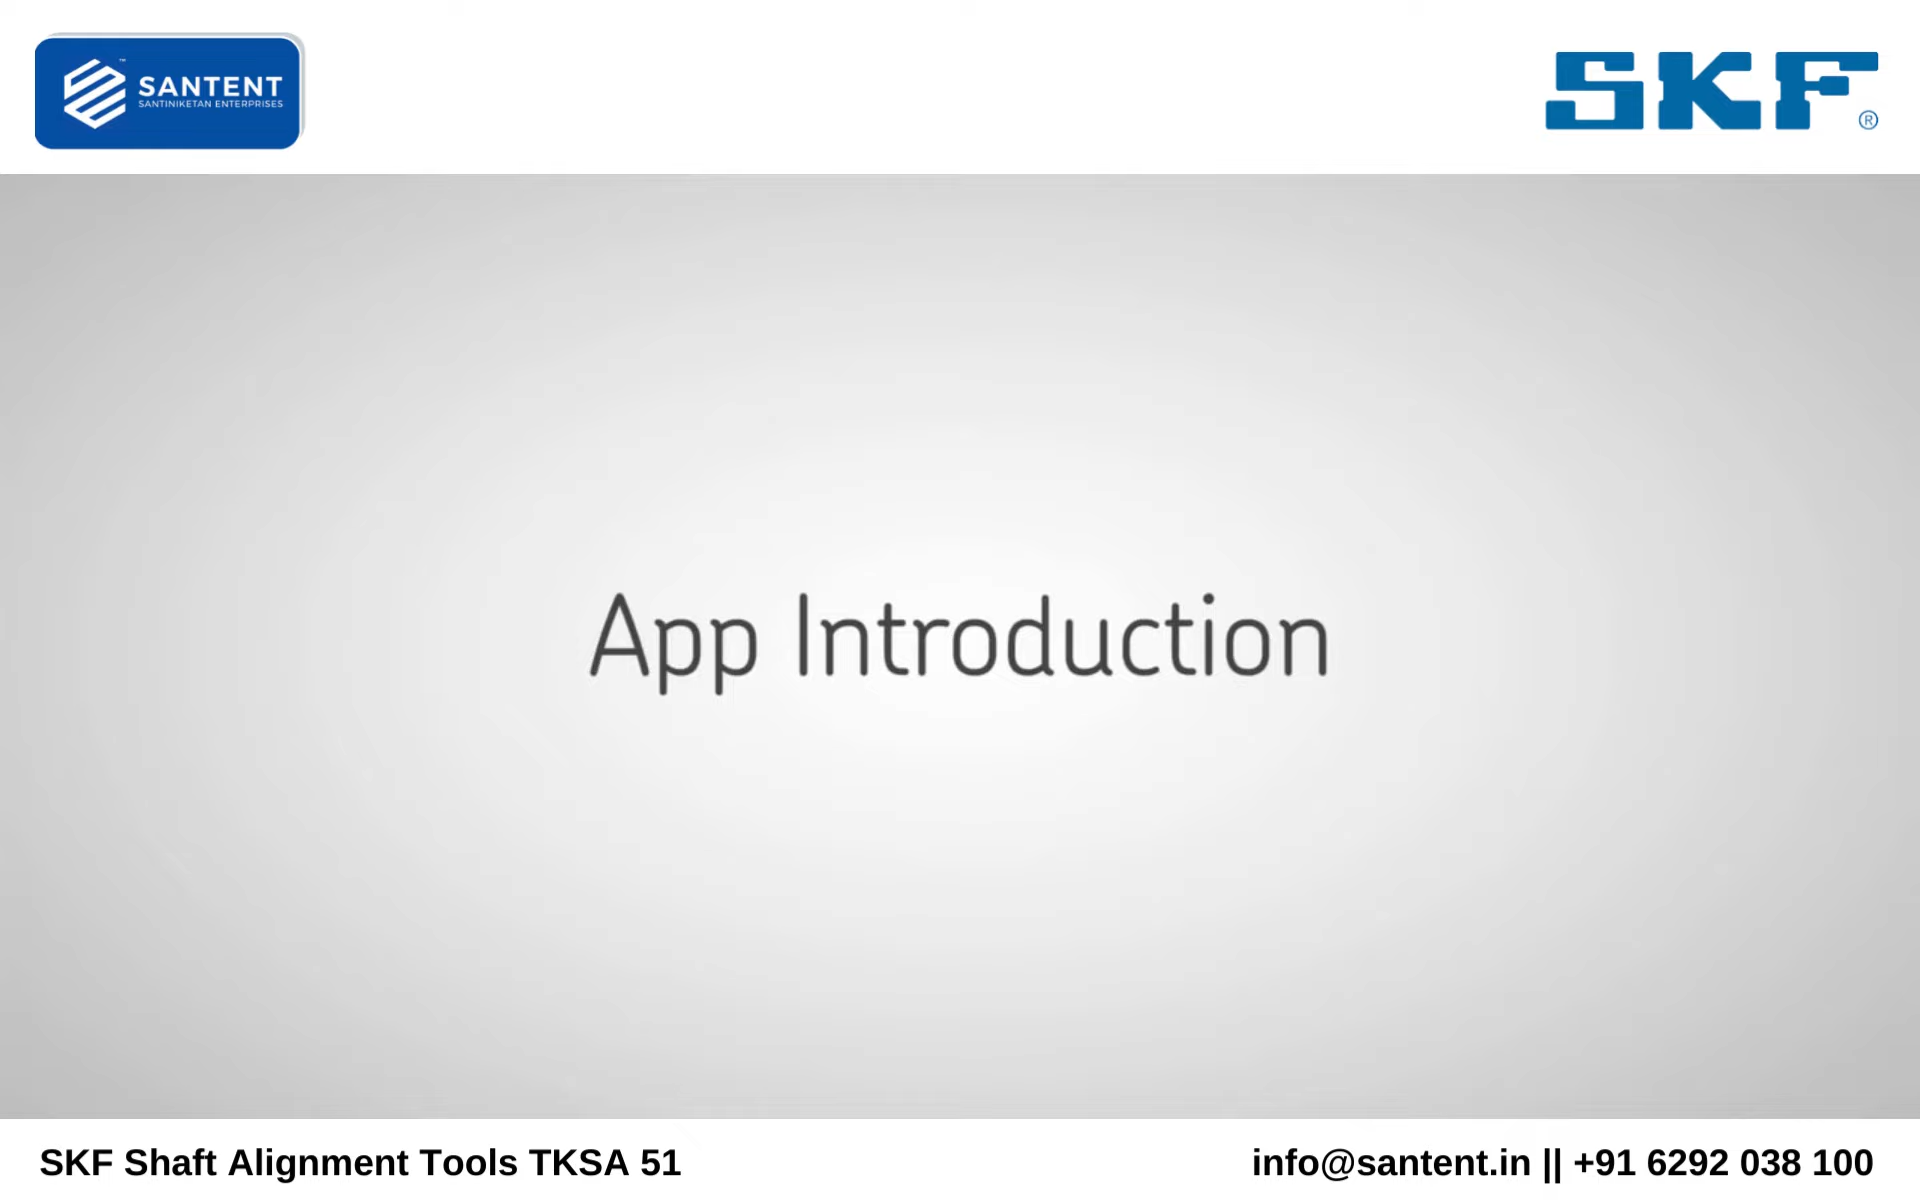 SANTENT
SANTINIKETAN ENTERPRISES
SKF®
App Introduction
SKF Shaft Alignment Tools TKSA 51
info@santent.in || +91 6292 038 100